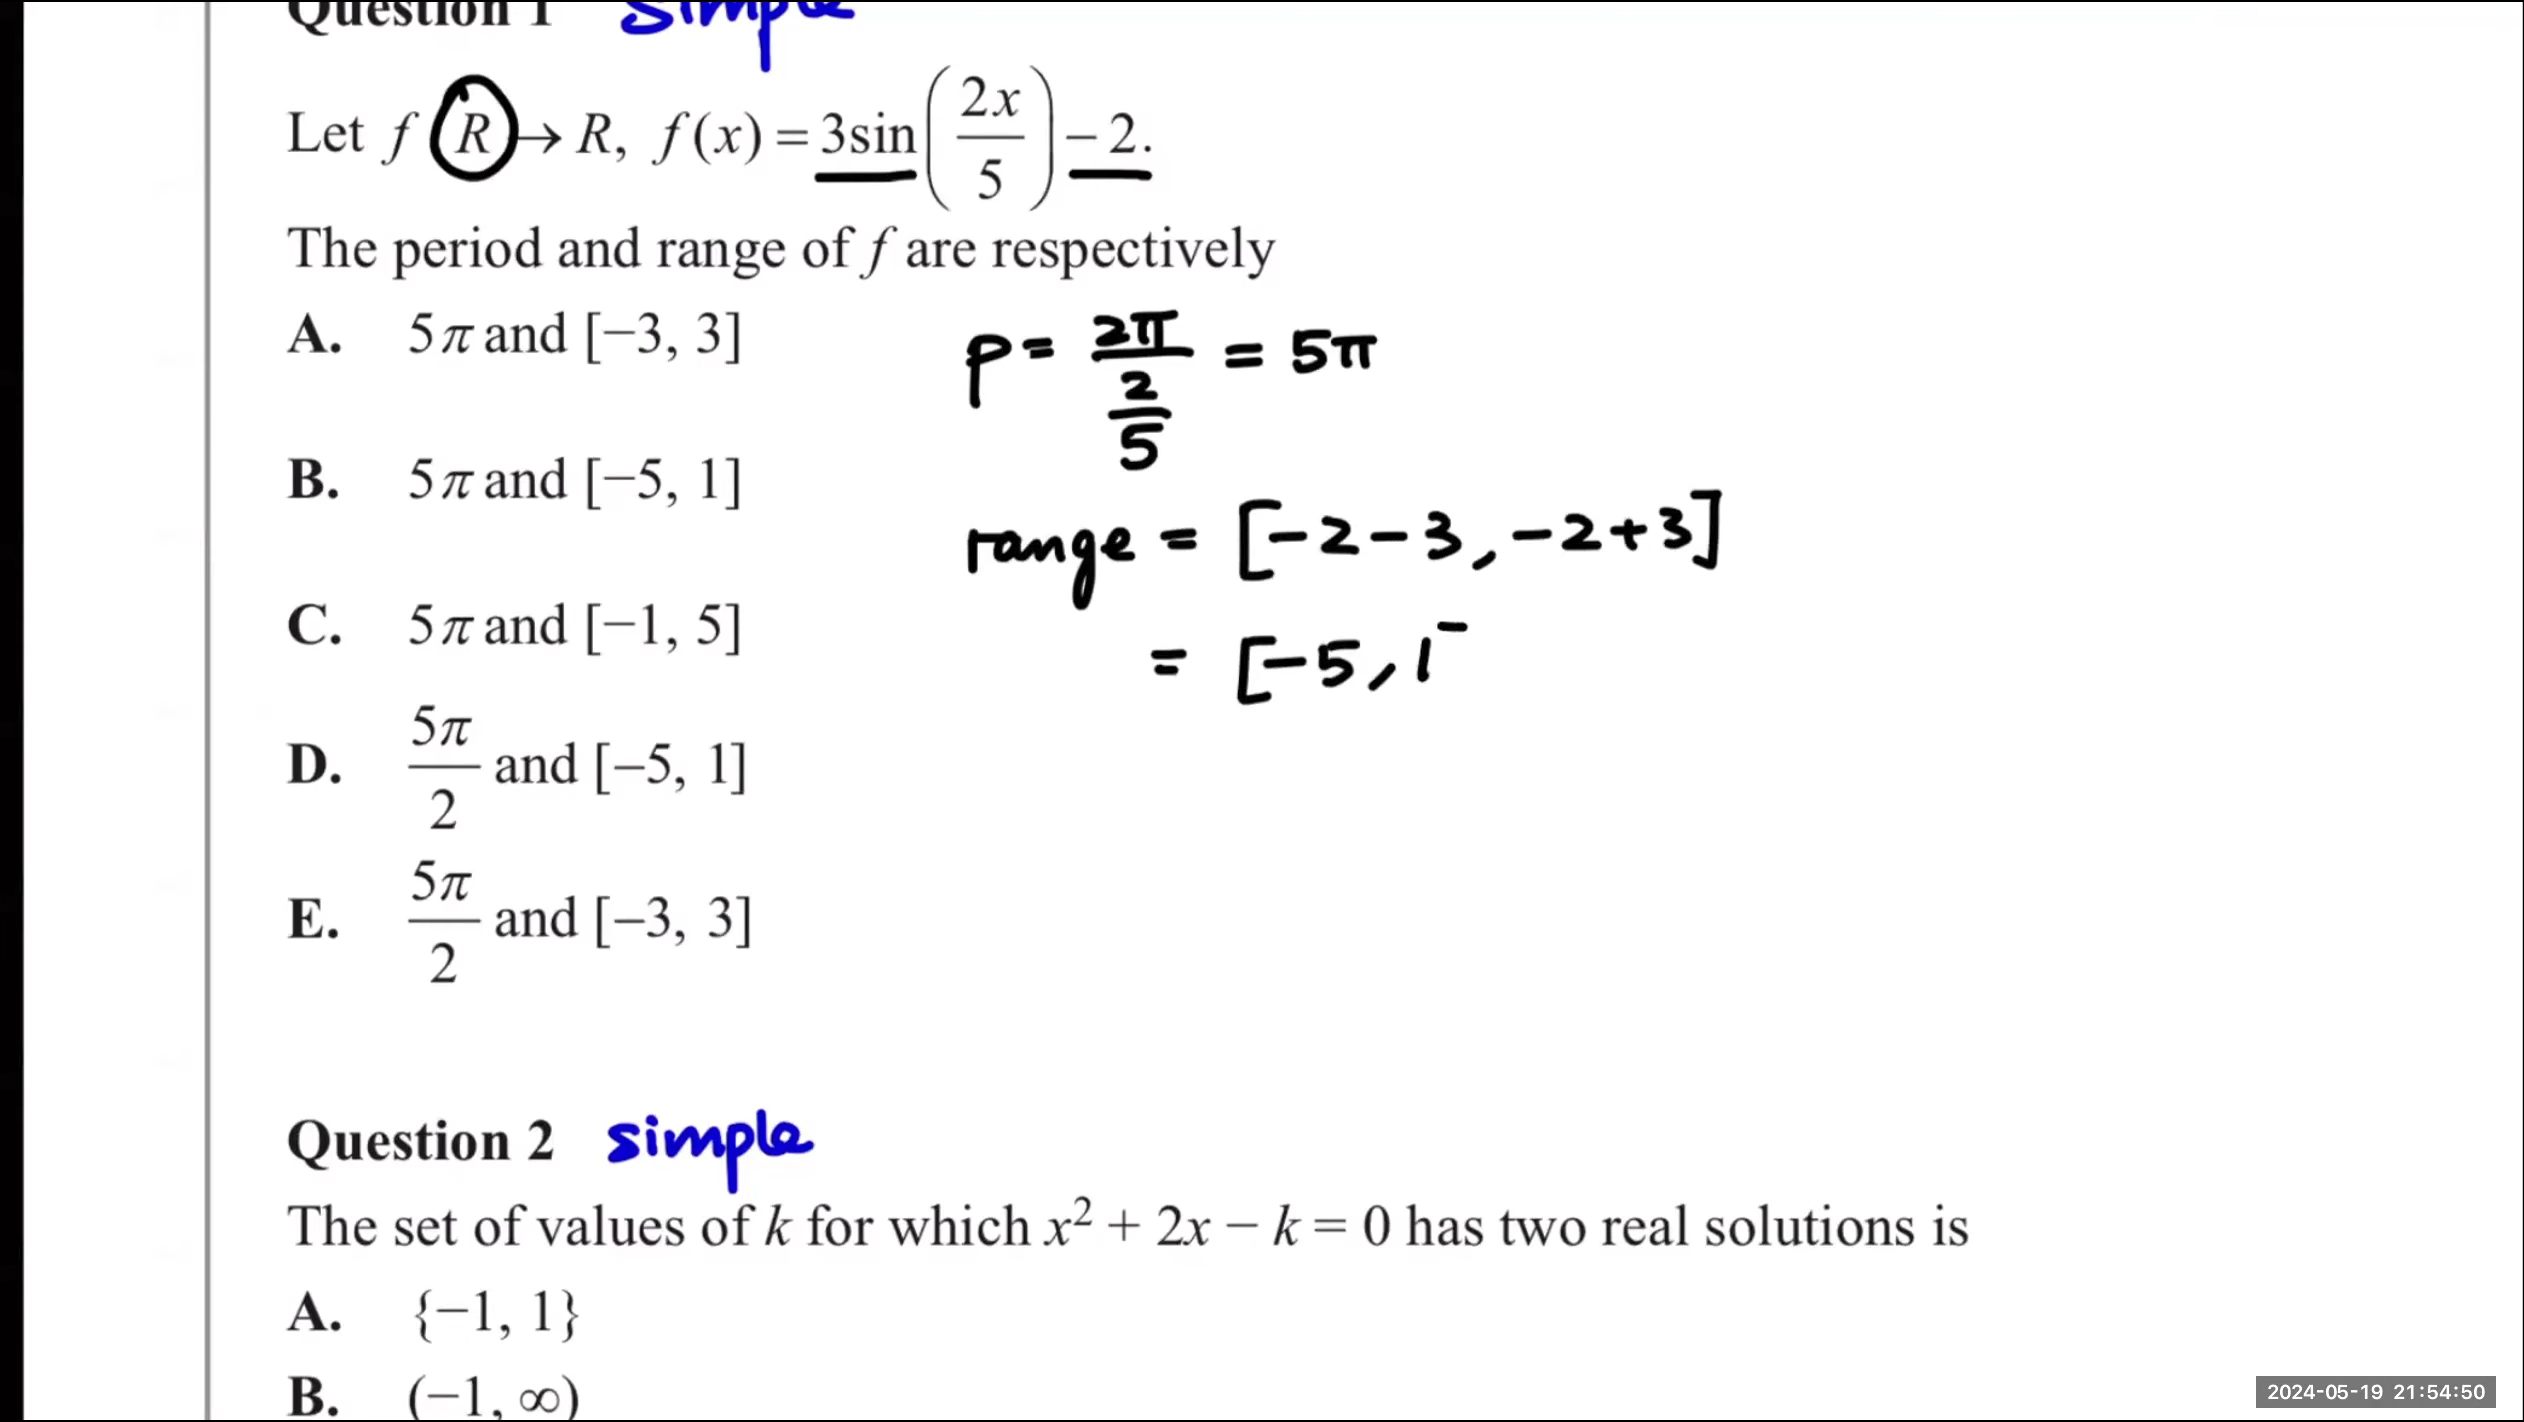 Question 1 simple
Let f R → R, f(x) = 3sin(2x/5) − 2.
The period and range of f are respectively
A. 5π and [−3, 3]
p = 2π/(2/5) = 5π
B. 5π and [−5, 1]
range = [-2-3, -2+3]
C. 5π and [−1, 5]
= [-5, 1
D. 5π/2 and [−5, 1]
E. 5π/2 and [−3, 3]
Question 2 simple
The set of values of k for which x² + 2x − k = 0 has two real solutions is
A. {−1, 1}
B. (−1, ∞)
2024-05-19 21:54:50